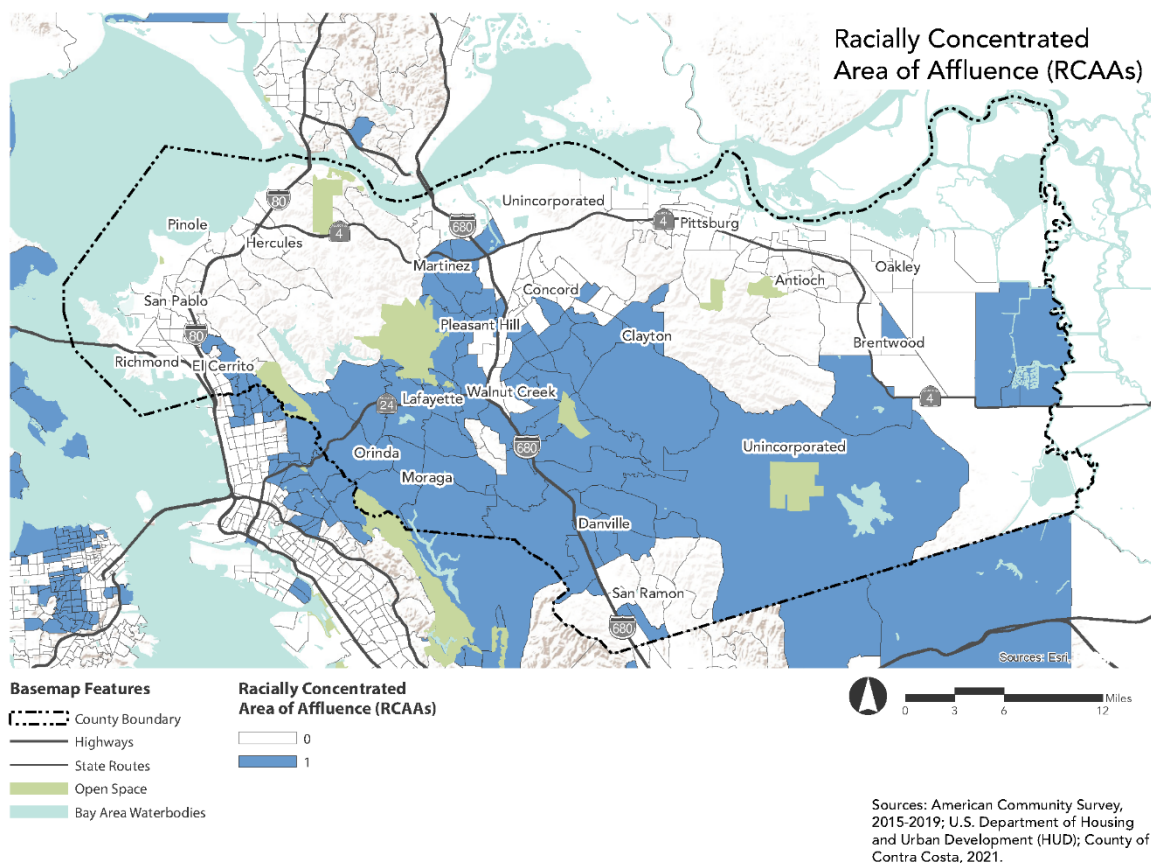 Racially Concentrated
Area of Affluence (RCAAs)
80
Unincorporated
680
4
Pittsburg
Pinole
4
Hercules
Martinez
Oakley
Antioch
Concord
San Pablo
80
Pleasant Hill
Clayton
Brentwood
Richmond
El Cerrito
Walnut Creek
Lafayette
24
4
680
Unincorporated
Orinda
Moraga
Danville
San Ramon
680
Sources: Esri,
Basemap Features
County Boundary
Highways
State Routes
Open Space
Bay Area Waterbodies
Racially Concentrated
Area of Affluence (RCAAs)
0
1
Miles
0 3 6 12
Sources: American Community Survey,
2015-2019; U.S. Department of Housing
and Urban Development (HUD); County of
Contra Costa, 2021.